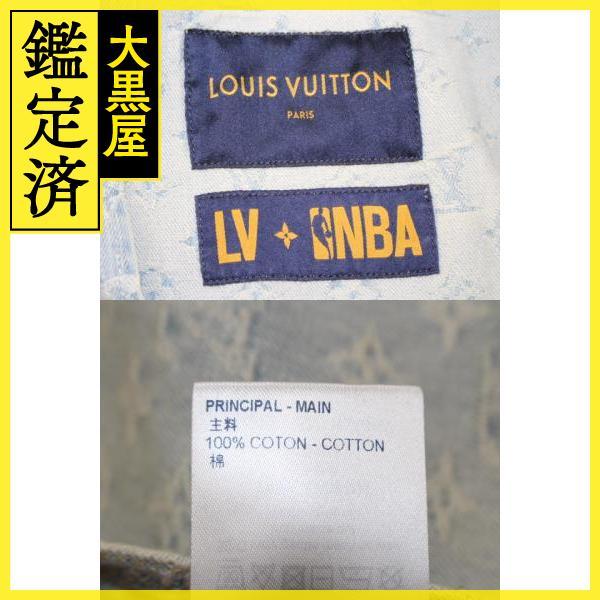 鑑定済
大黒屋
LOUIS VUITTON
PARIS
LV NBA
PRINCIPAL - MAIN
主料
100% COTON - COTTON
棉